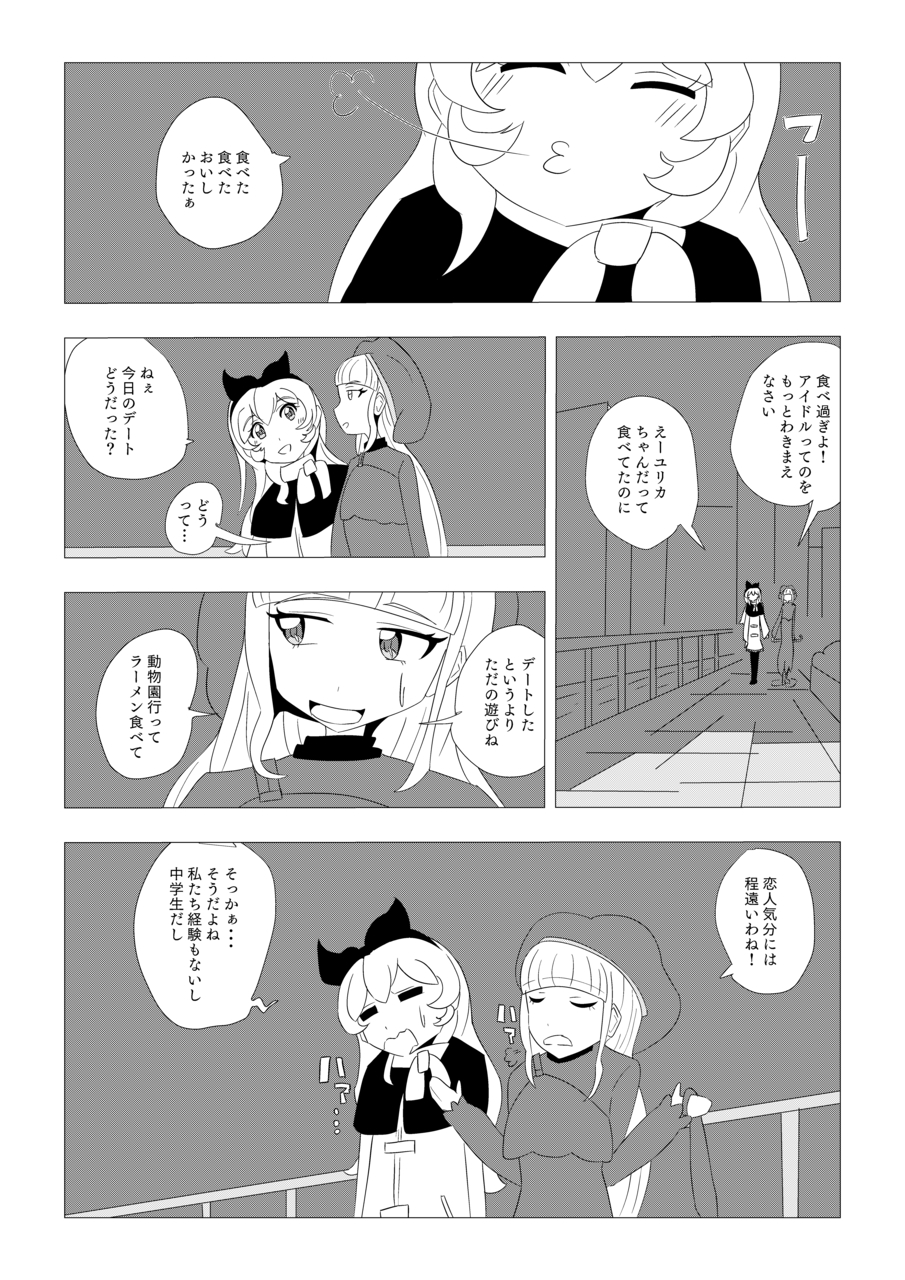 フーー
食べた
食べた
おいし
かったぁ
食べ過ぎよ！
アイドルってのを
もっとわきまえ
なさい
えーユリカ
ちゃんだって
食べてたのに
ねぇ
今日のデート
どうだった？
どう
って…
デートした
というより
ただの遊びね
動物園行って
ラーメン食べて
恋人気分には
程遠いわね！
ハァ
そっかぁ・・・
そうだよね
私たち経験もないし
中学生だし
ハァ…